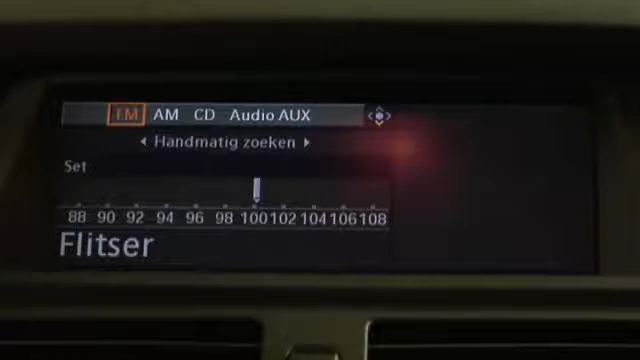 FM AM CD Audio AUX
Handmatig zoeken
Set
88 90 92 94 96 98 100 102 104 106 108
Flitser